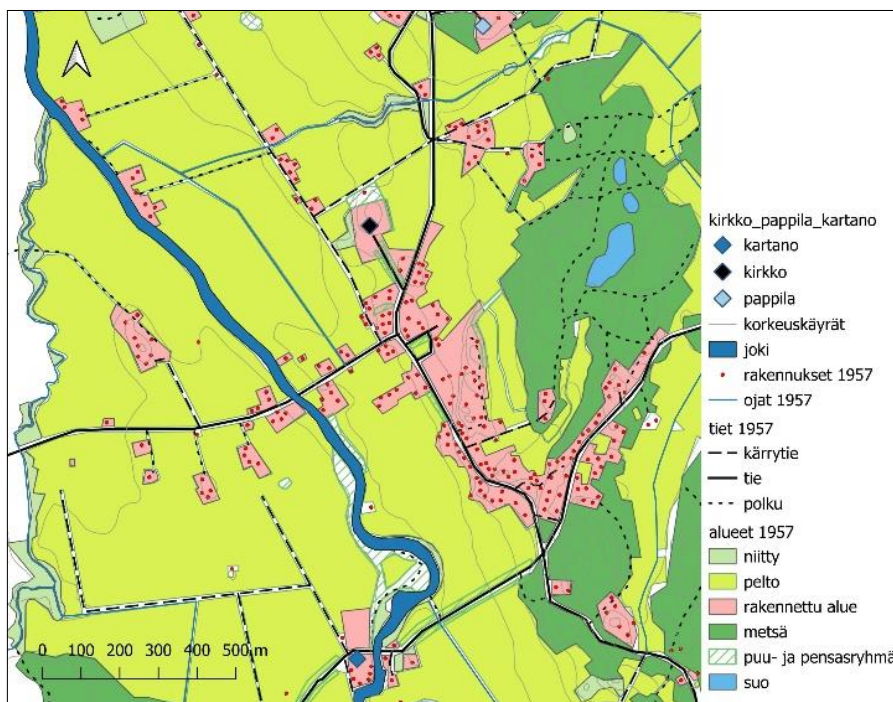 kirkko_pappila_kartano
kartano
kirkko
pappila
korkeuskäyrät
joki
rakennukset 1957
ojat 1957
tiet 1957
kärrytie
tie
polku
alueet 1957
niitty
pelto
rakennettu alue
metsä
puu- ja pensasryhmä
suo
0 100 200 300 400 500 m